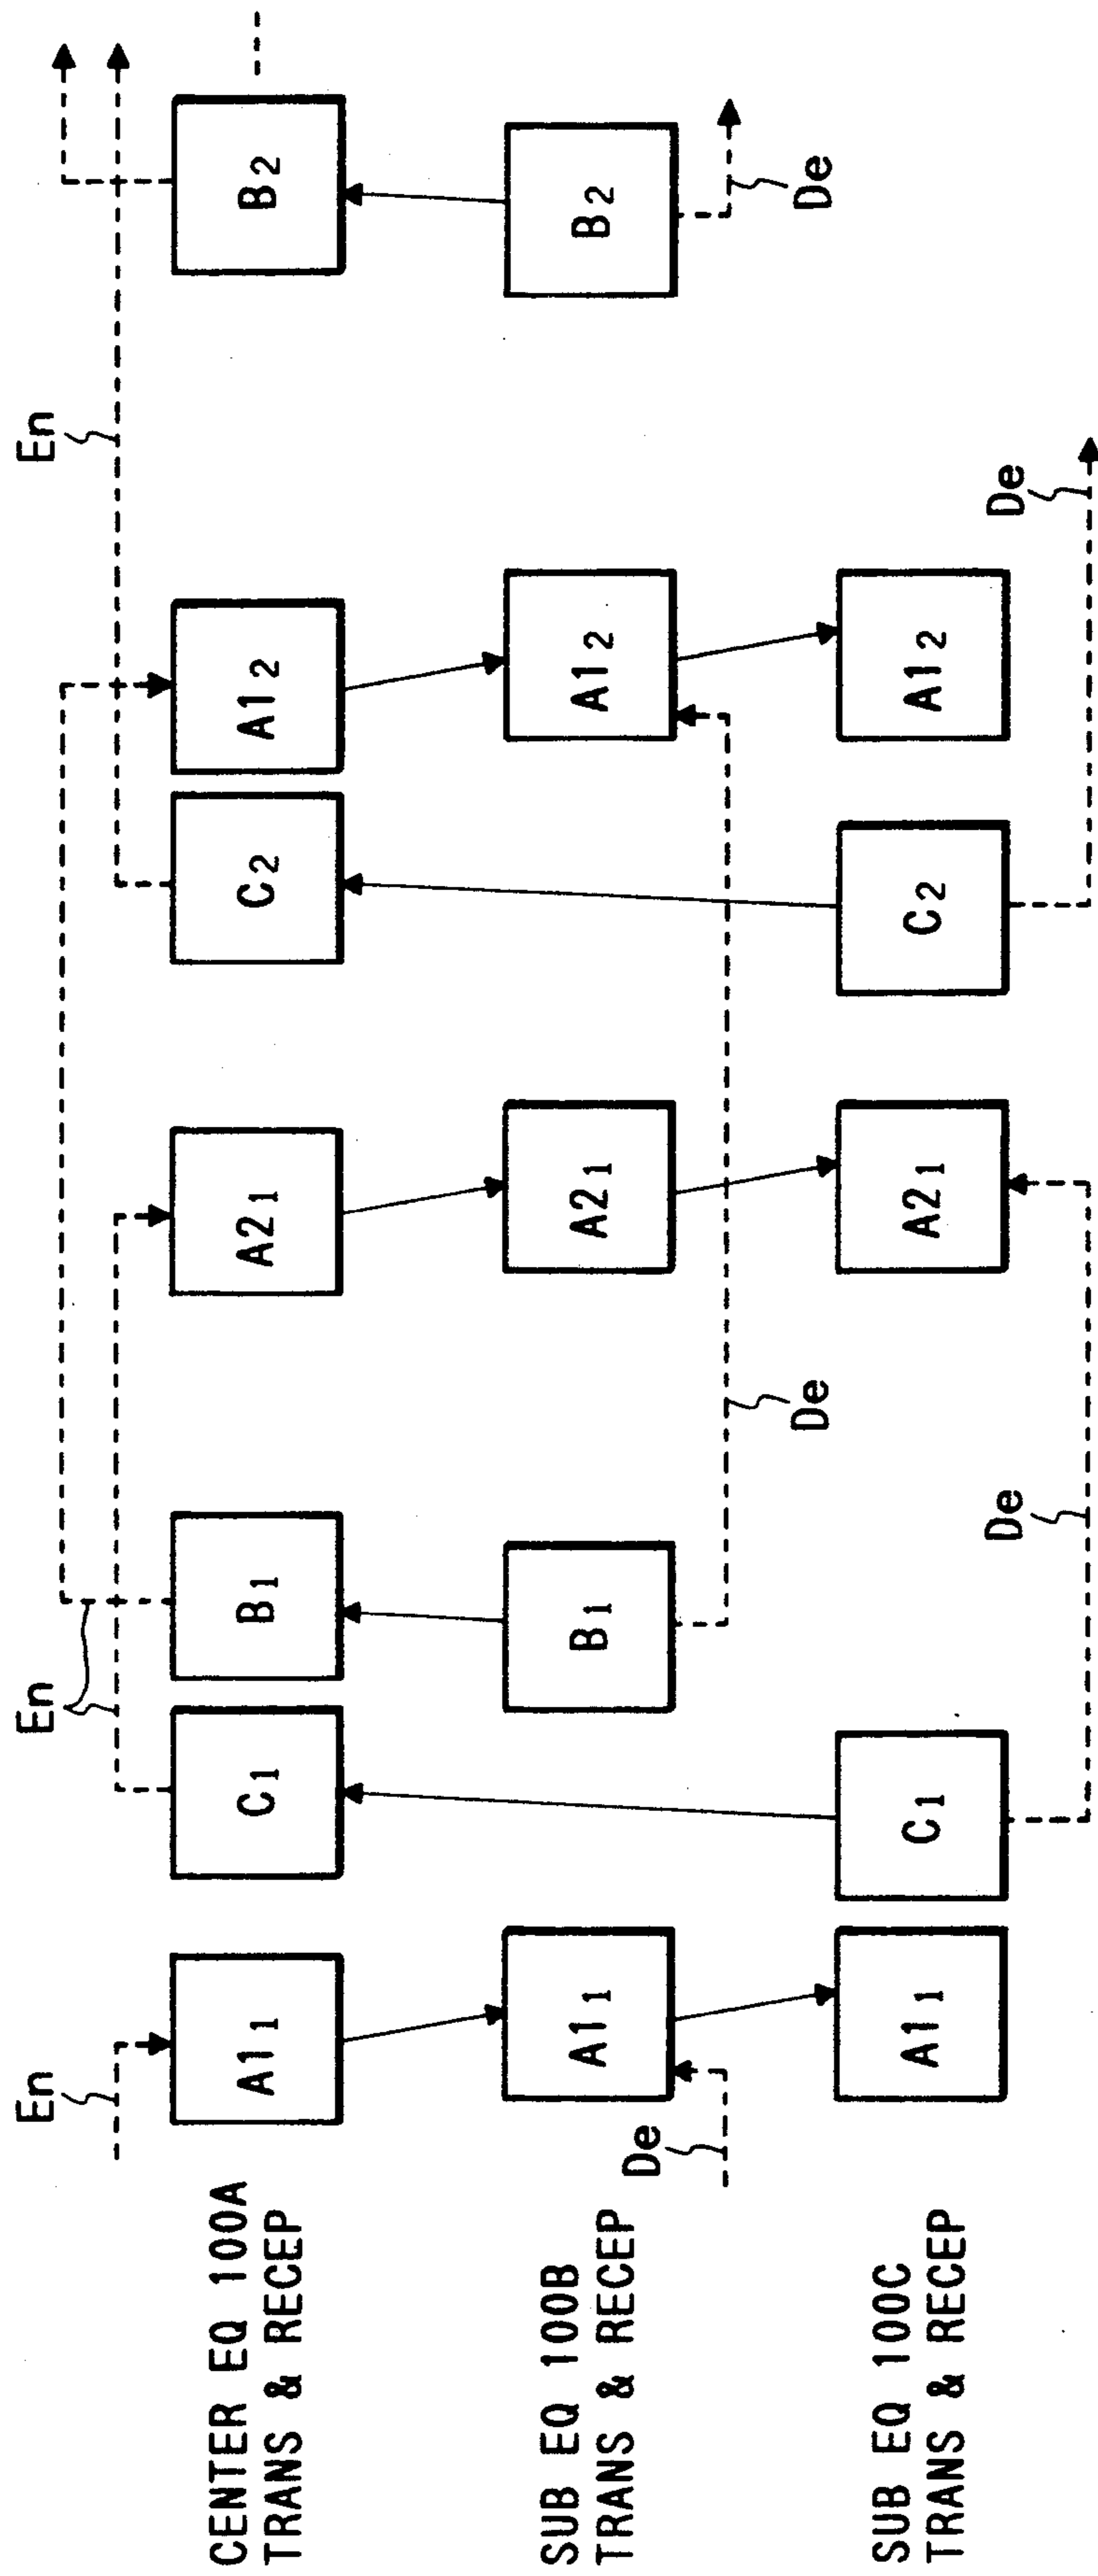 En
En
En
CENTER EQ 100A
TRANS & RECEP
A1₁
C₁
B₁
A2₁
C₂
A1₂
B₂
SUB EQ 100B
TRANS & RECEP
De
A1₁
B₁
De
A2₁
A1₂
B₂
De
SUB EQ 100C
TRANS & RECEP
A1₁
C₁
De
A2₁
C₂
A1₂
De